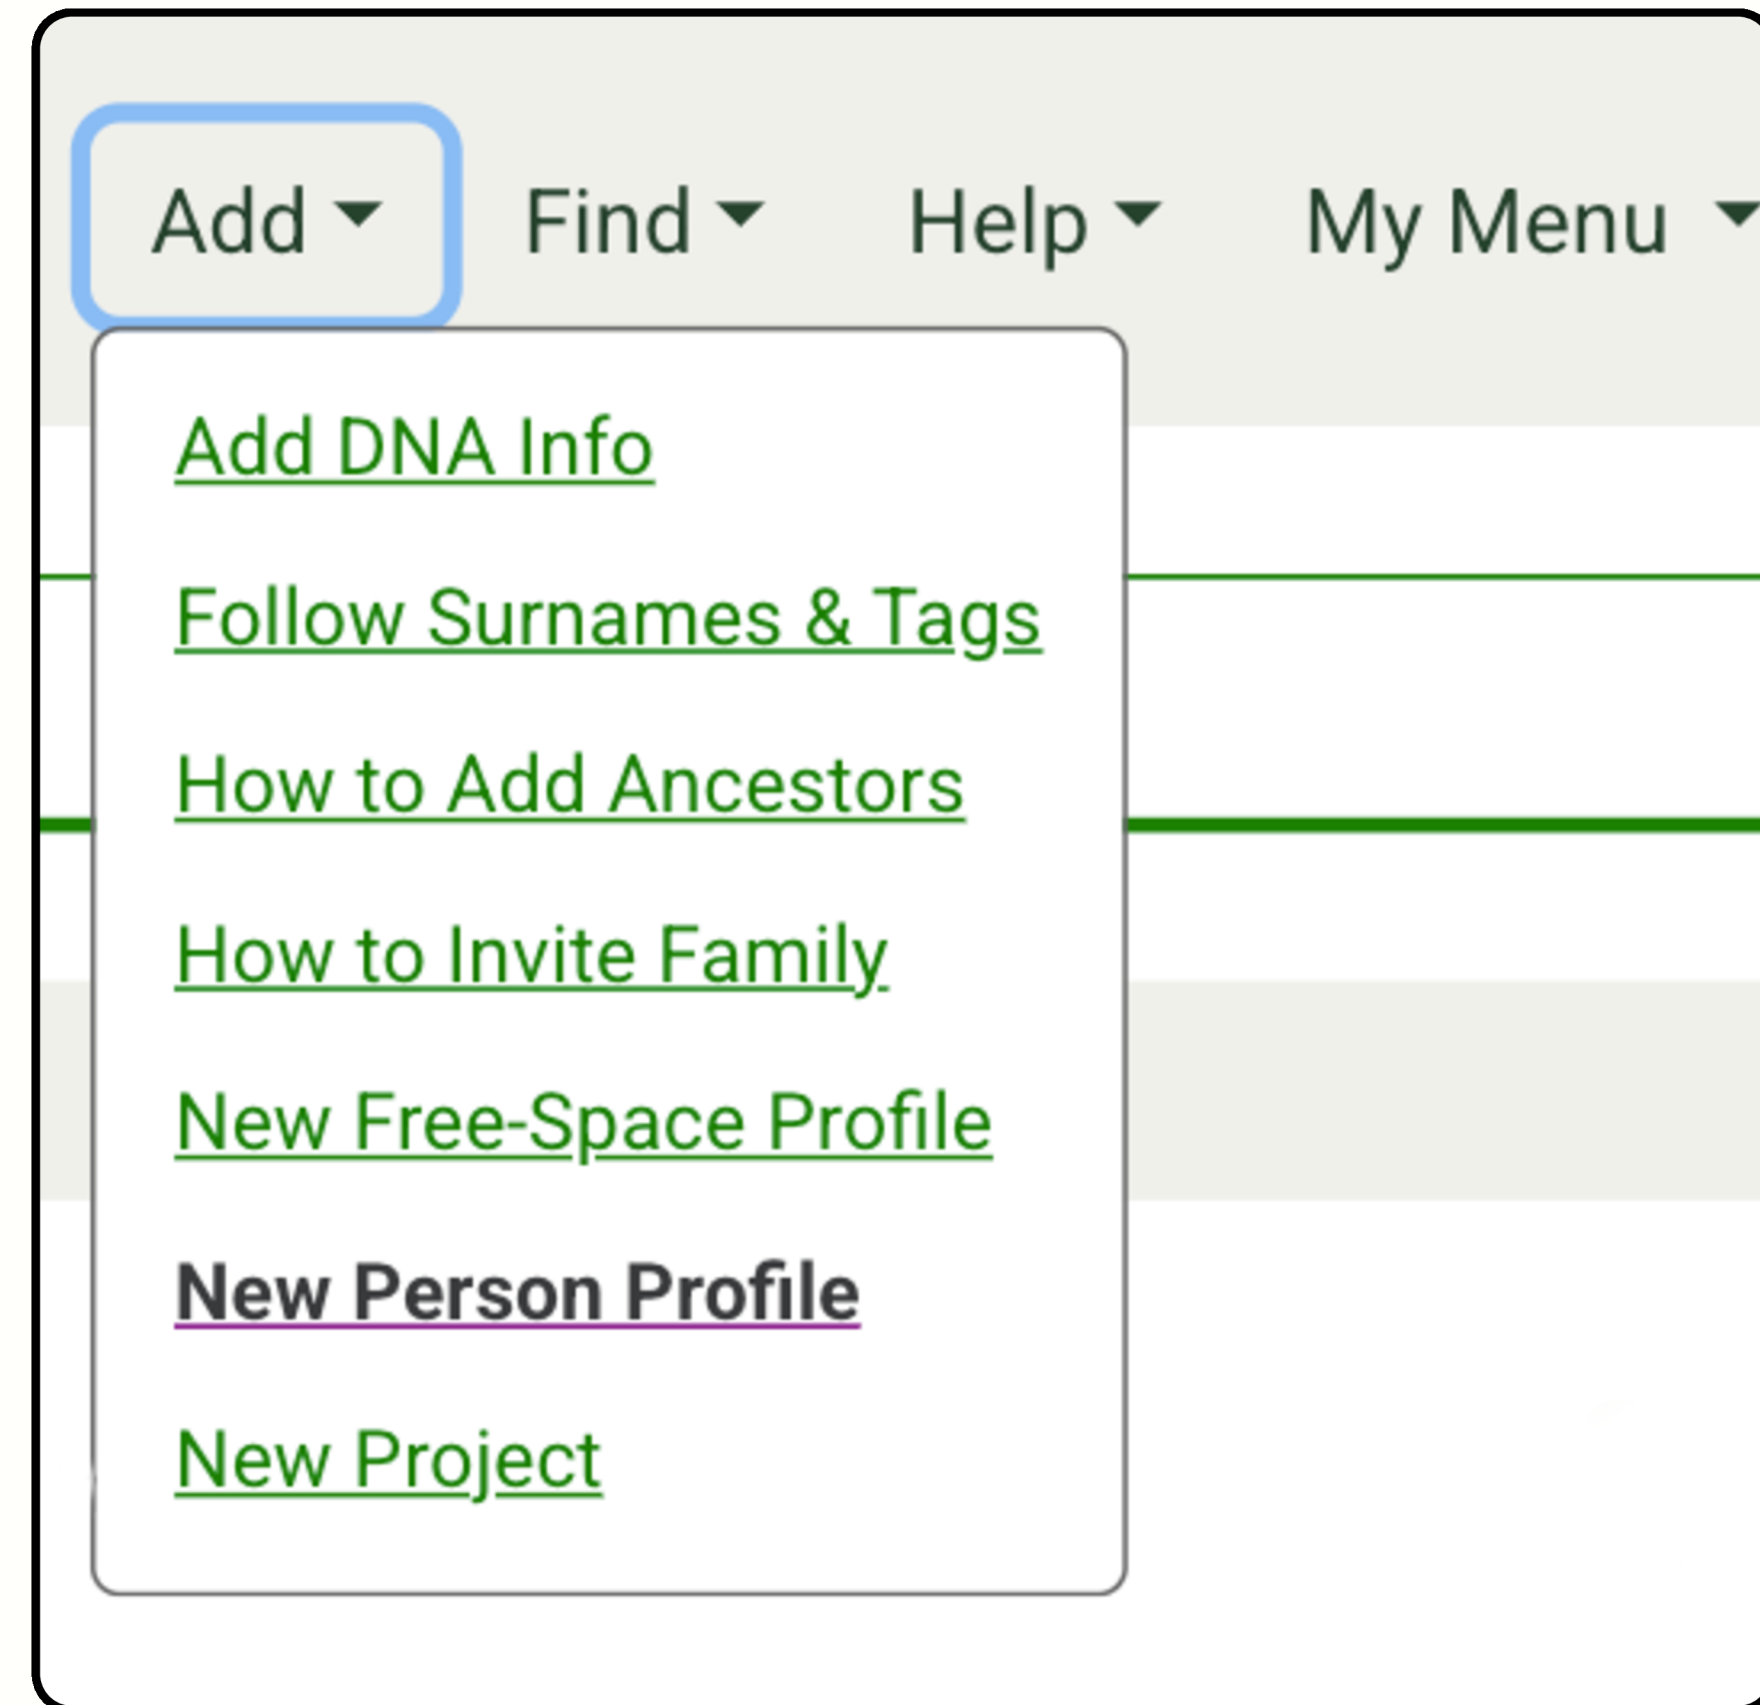 Add Find Help My Menu
Add DNA Info
Follow Surnames & Tags
How to Add Ancestors
How to Invite Family
New Free-Space Profile
New Person Profile
New Project